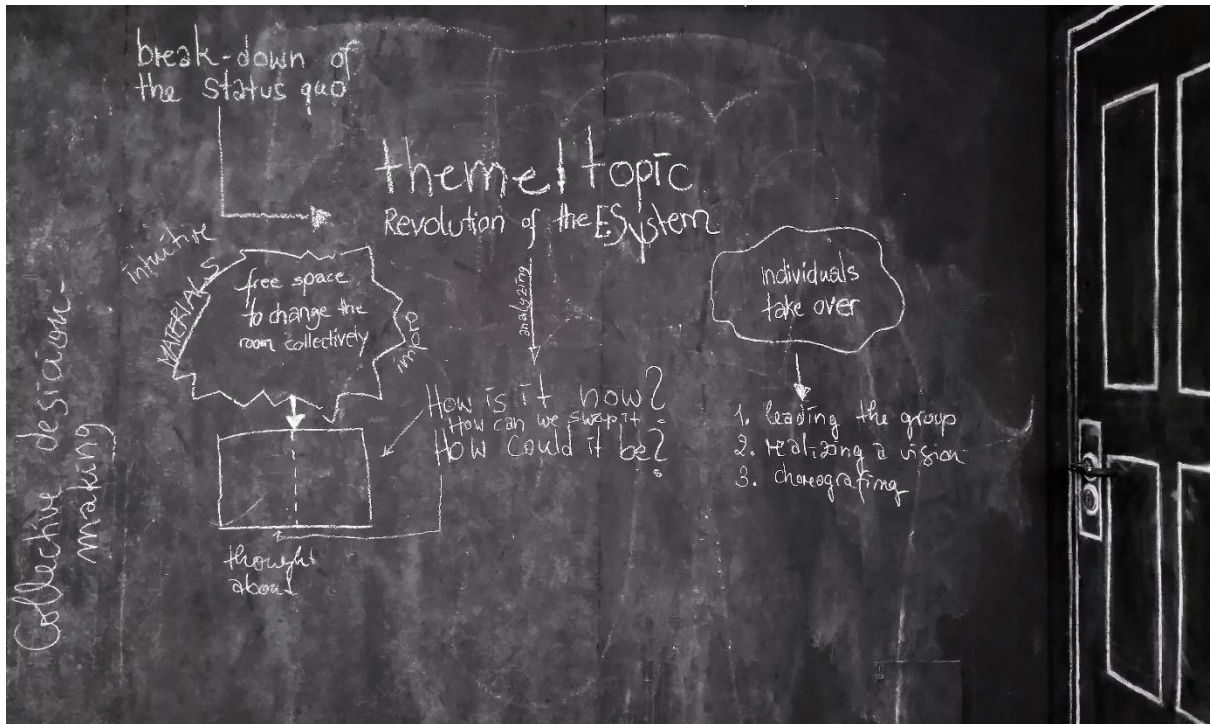 break-down of
the status quo
theme/topic
Revolution of the E.System
intuitive
MATERIALS
free space
to change the
room collectively
impro
analyzing
individuals
take over
How is it now?
How can we swap it?
How could it be?
1. leading the group
2. realizing a vision
3. choreografing
thought
about
Collective desision-
making